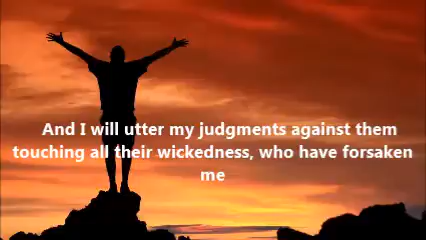 And I will utter my judgments against them
touching all their wickedness, who have forsaken
me